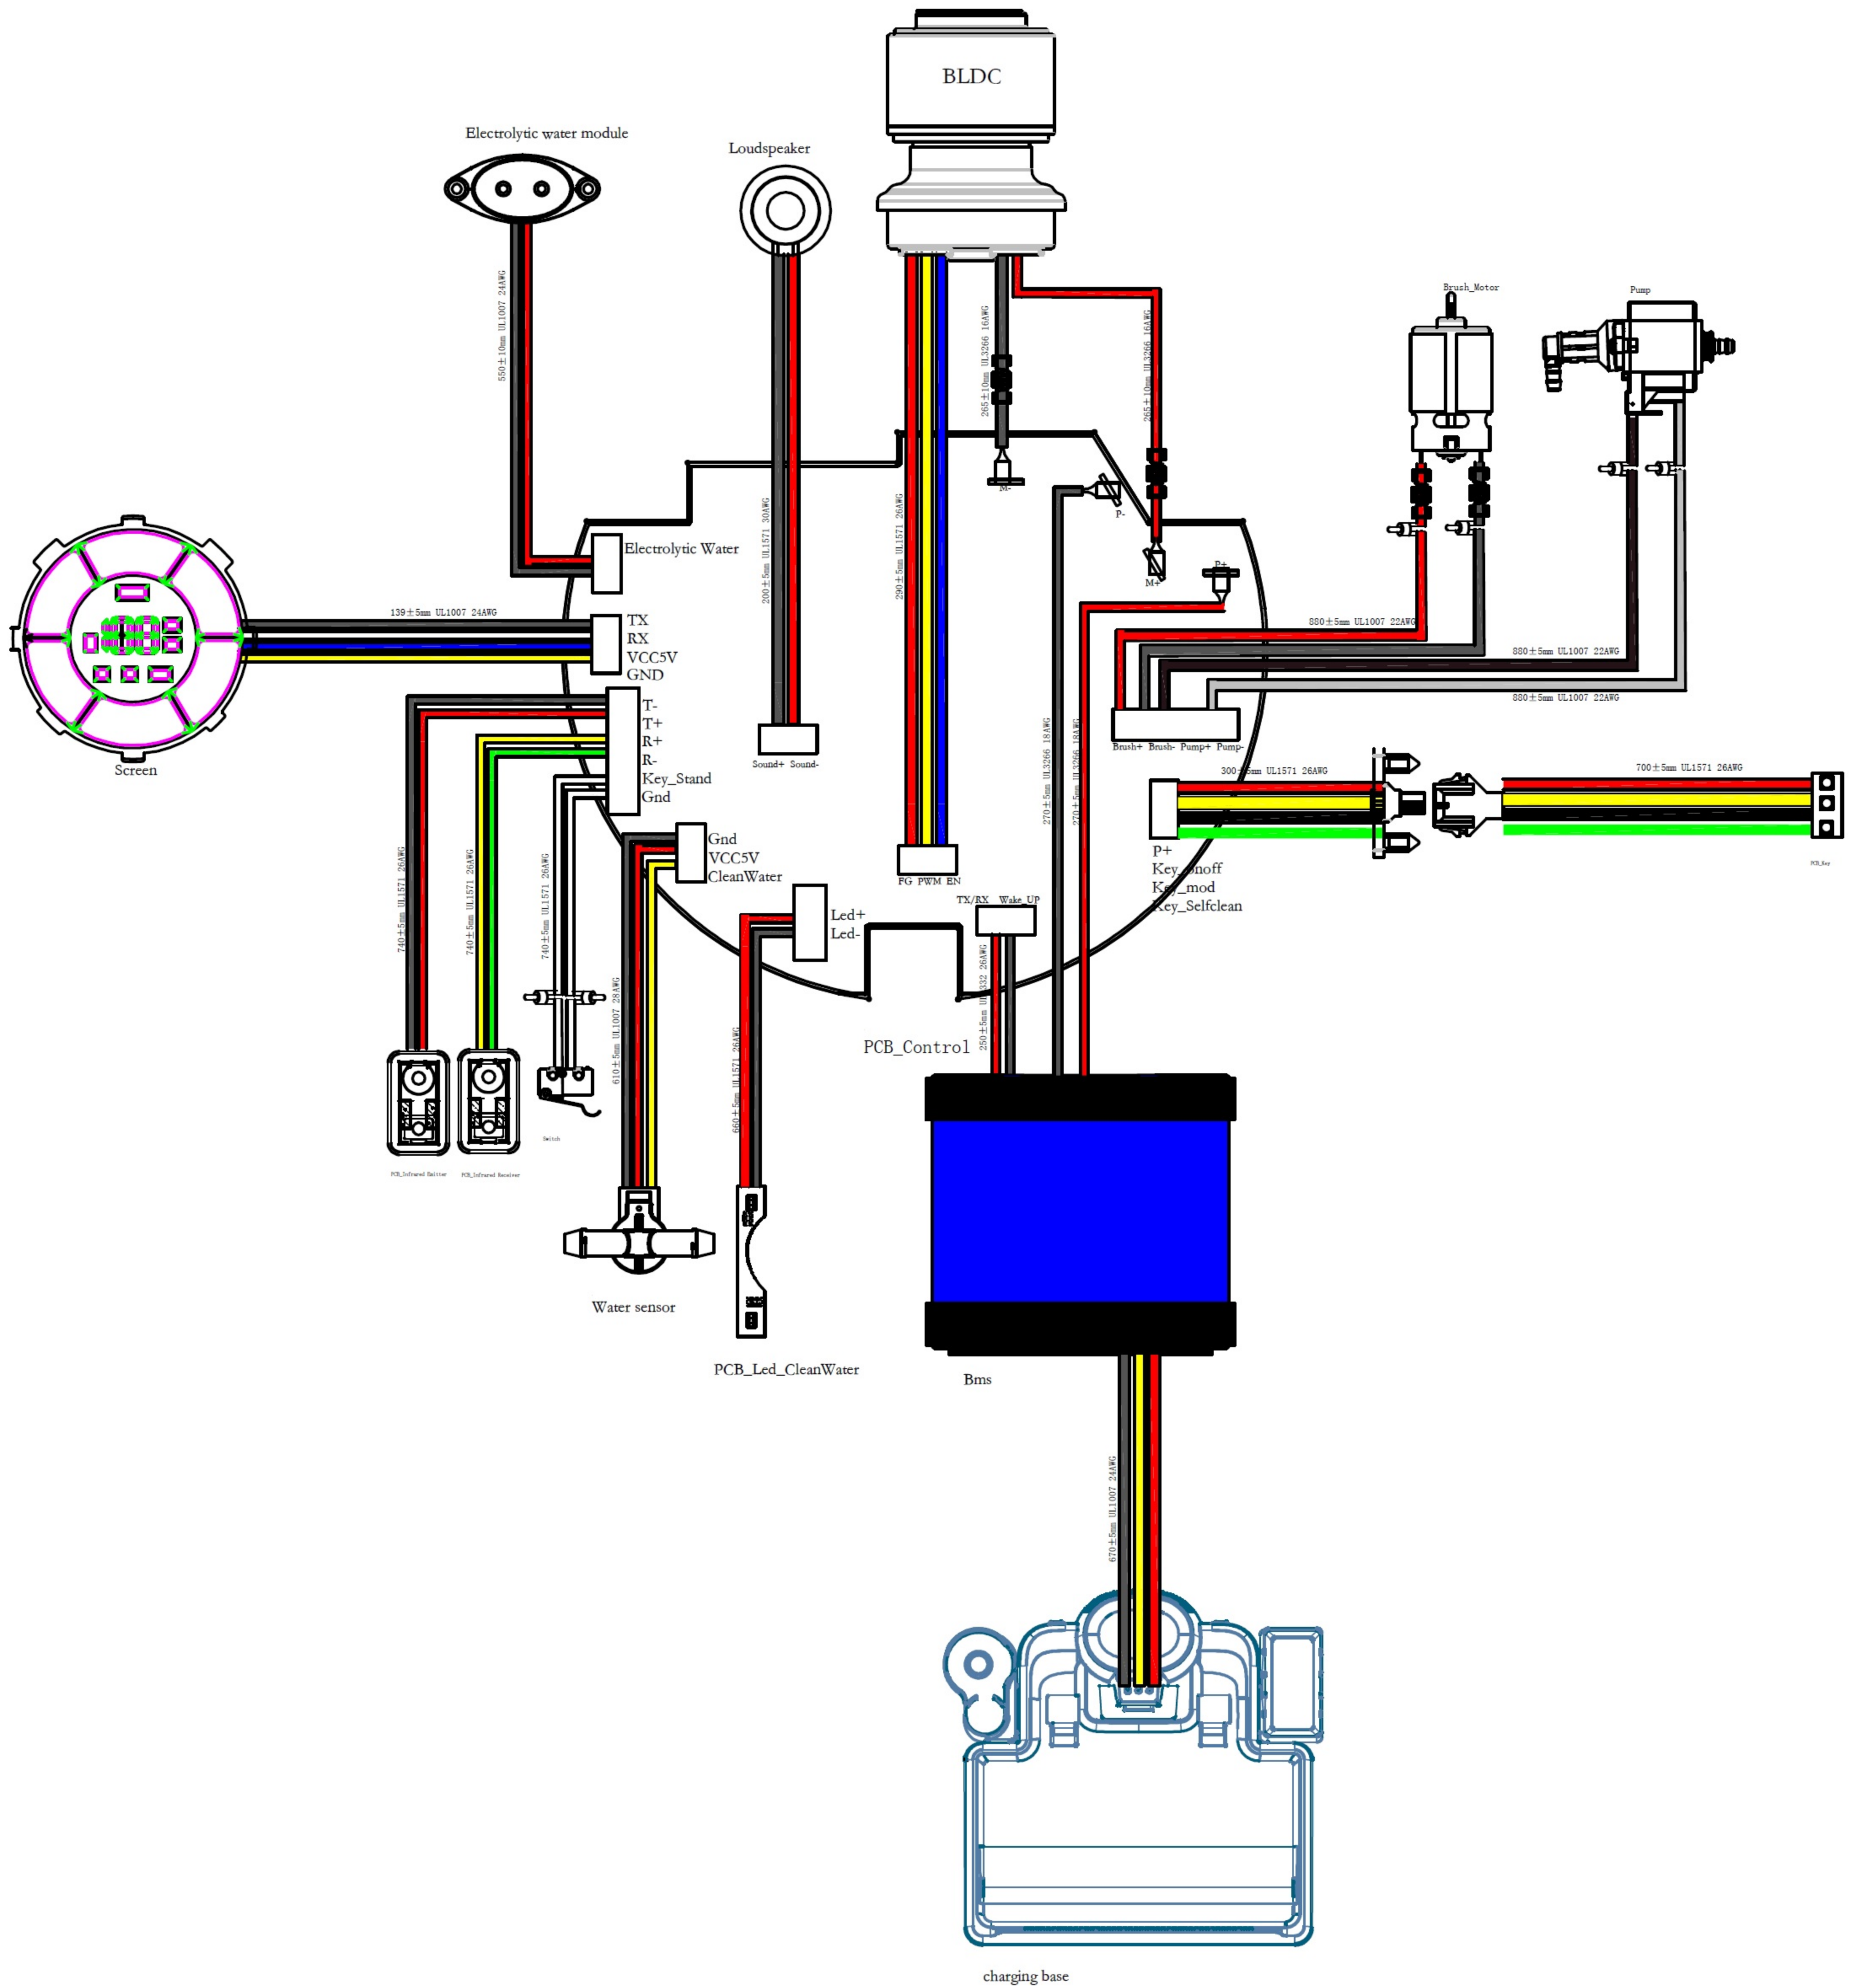 BLDC
Electrolytic water module
Loudspeaker
Brush_Motor
Pump
550±10mm UL1007 24AWG
265±10mm UL3266 16AWG
265±10mm UL3266 16AWG
M-
P-
M+
P+
Electrolytic Water
200±5mm UL1571 30AWG
290±5mm UL1571 26AWG
139±5mm UL1007 24AWG
TX
RX
VCC5V
GND
880±5mm UL1007 22AWG
880±5mm UL1007 22AWG
880±5mm UL1007 22AWG
T-
T+
R+
R-
Key_Stand
Gnd
Screen
Sound+ Sound-
Brush+ Brush- Pump+ Pump-
270±5mm UL3266 18AWG
270±5mm UL3266 18AWG
300±5mm UL1571 26AWG
700±5mm UL1571 26AWG
P+
Key_onoff
Key_mod
Key_Selfclean
PCB_Key
Gnd
VCC5V
CleanWater
FG PWM EN
TX/RX Wake_UP
740±5mm UL1571 26AWG
740±5mm UL1571 26AWG
740±5mm UL1571 26AWG
Led+
Led-
610±5mm UL1007 28AWG
660±5mm UL1571 26AWG
PCB_Control
Switch
PCB_Infrared Emitter
PCB_Infrared Receiver
Water sensor
PCB_Led_CleanWater
Bms
670±5mm UL1007 24AWG
charging base